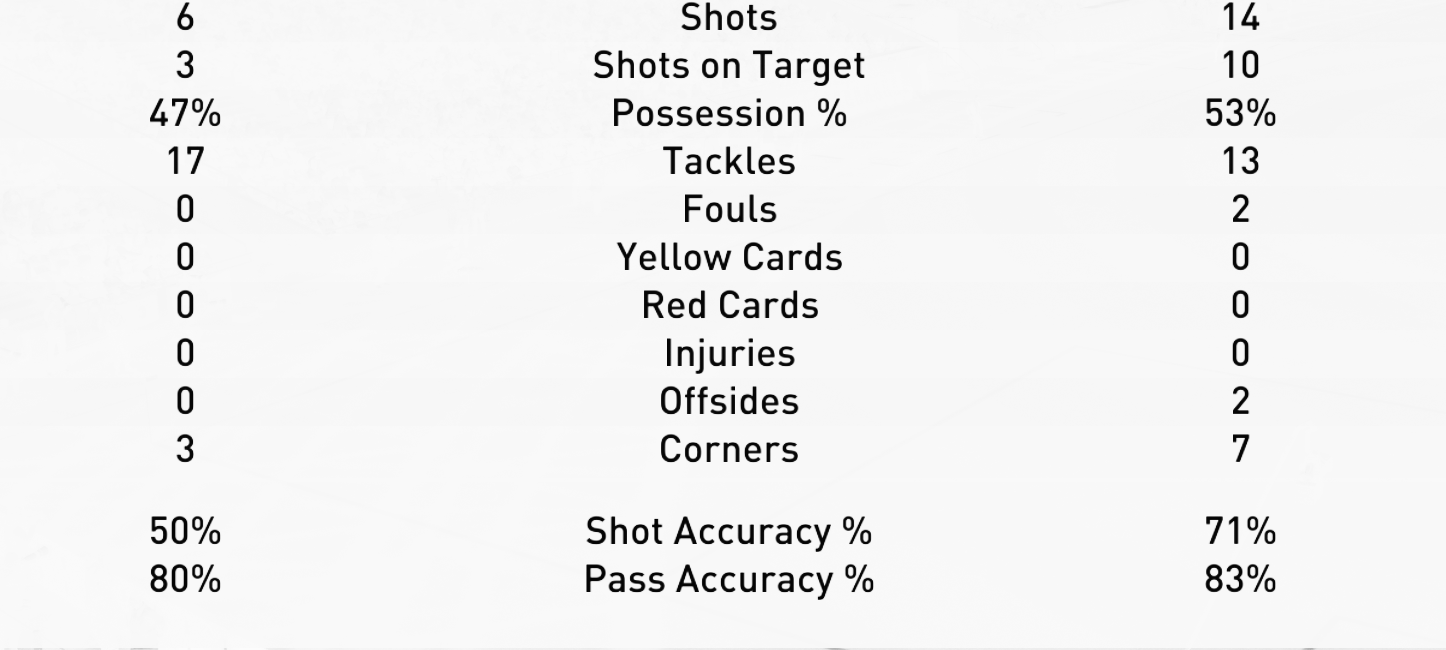 6 Shots 14
3 Shots on Target 10
47% Possession % 53%
17 Tackles 13
0 Fouls 2
0 Yellow Cards 0
0 Red Cards 0
0 Injuries 0
0 Offsides 2
3 Corners 7
50% Shot Accuracy % 71%
80% Pass Accuracy % 83%